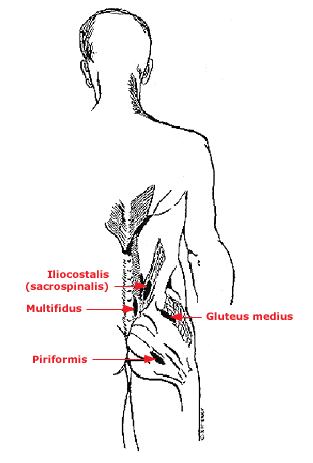 Iliocostalis
(sacrospinalis)
Multifidus
Gluteus medius
Piriformis